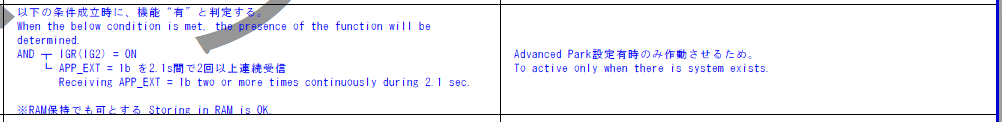 以下の条件成立時に、機能“有”と判定する。
When the below condition is met, the presence of the function will be
determined.
AND ┬ IGR(IG2) = ON
└ APP_EXT = 1b を2.1s間で2回以上連続受信
Receiving APP_EXT = 1b two or more times continuously during 2.1 sec.
※RAM保持でも可とする Storing in RAM is OK.
Advanced Park設定有時のみ作動させるため。
To active only when there is system exists.